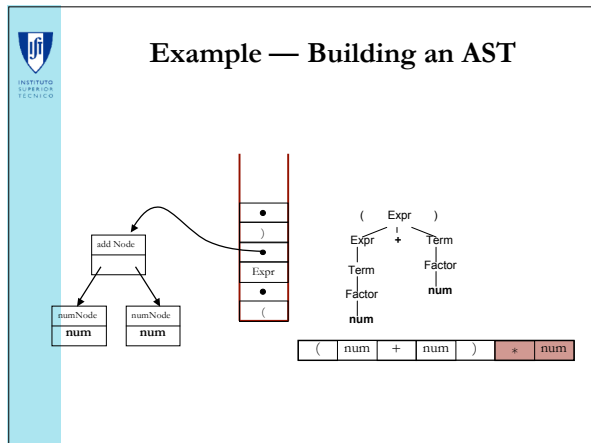 ift
INSTITUTO
SUPERIOR
TÉCNICO
Example — Building an AST
add Node
numNode
num
numNode
num
)
Expr
(
( Expr )
Expr + Term
Term Factor
Factor num
num
( num + num ) * num